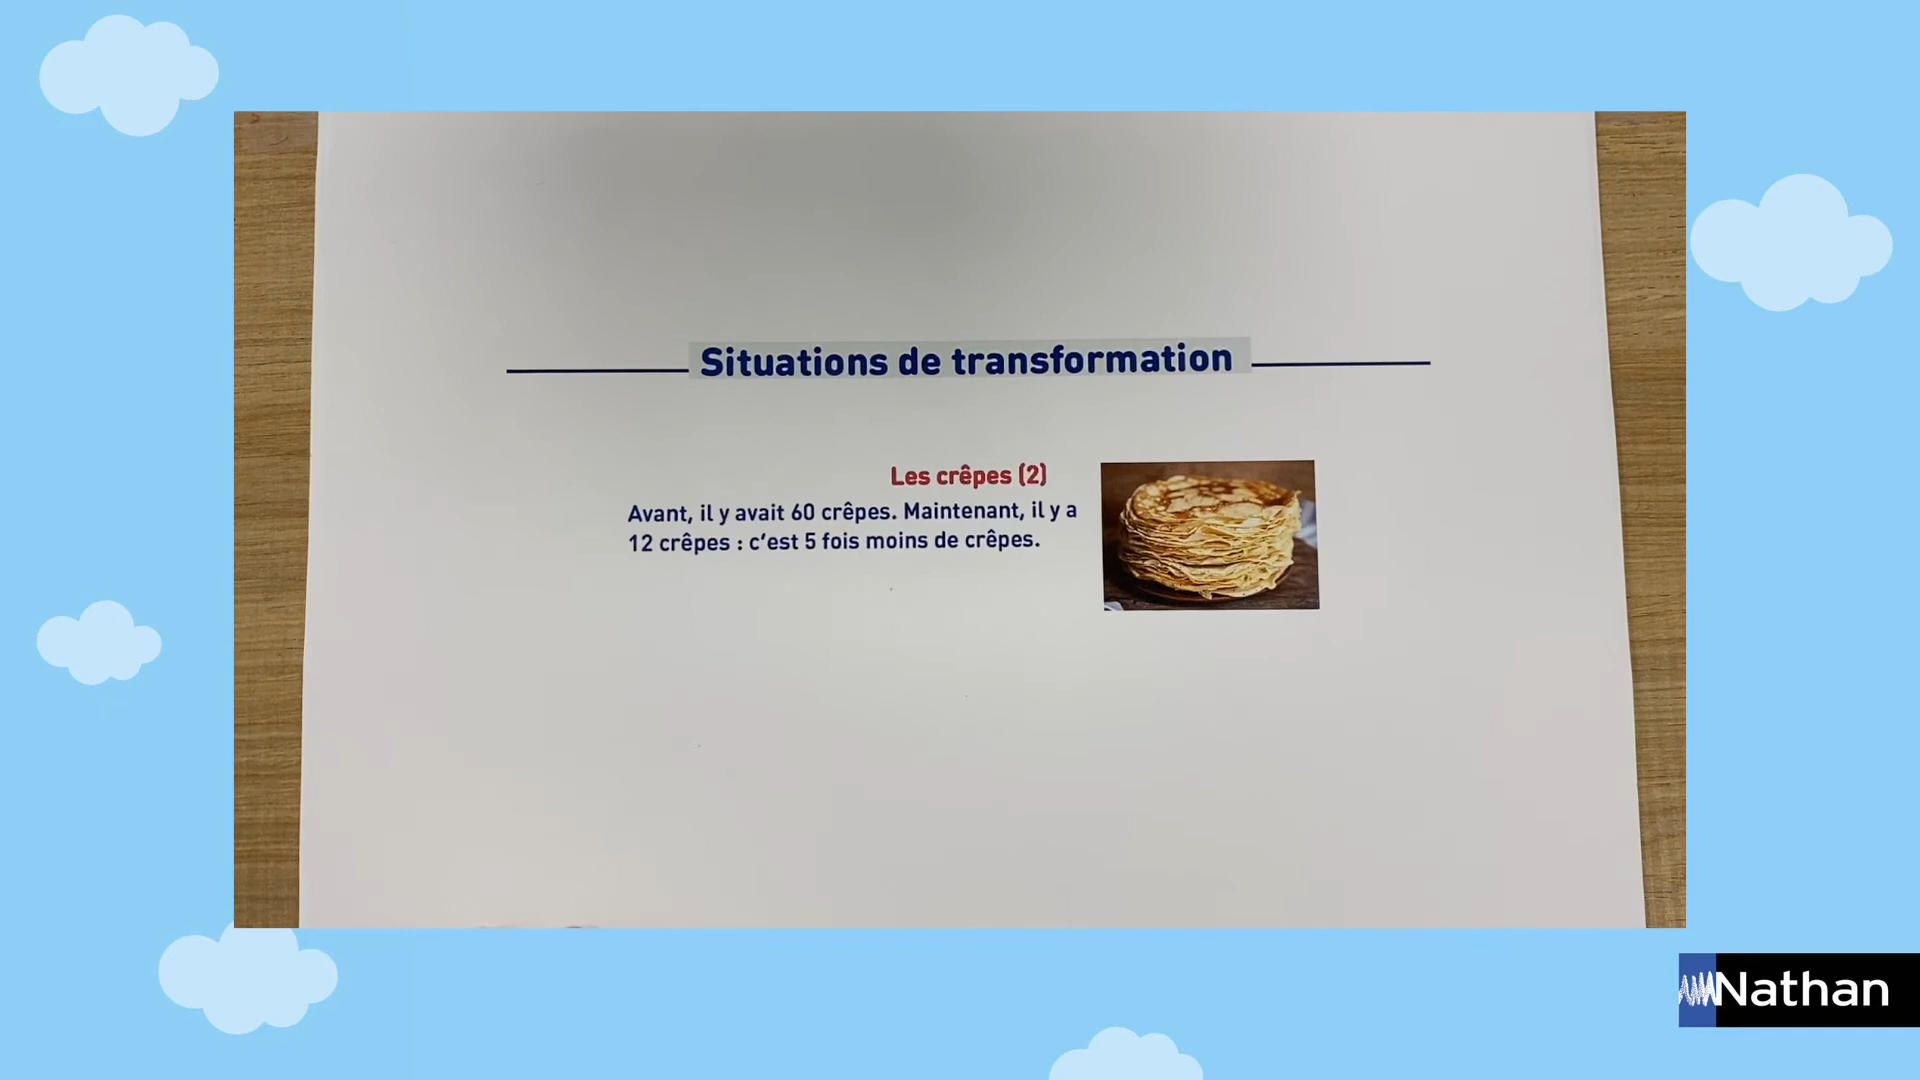 Situations de transformation
Les crêpes (2)
Avant, il y avait 60 crêpes. Maintenant, il y a
12 crêpes : c'est 5 fois moins de crêpes.
Nathan